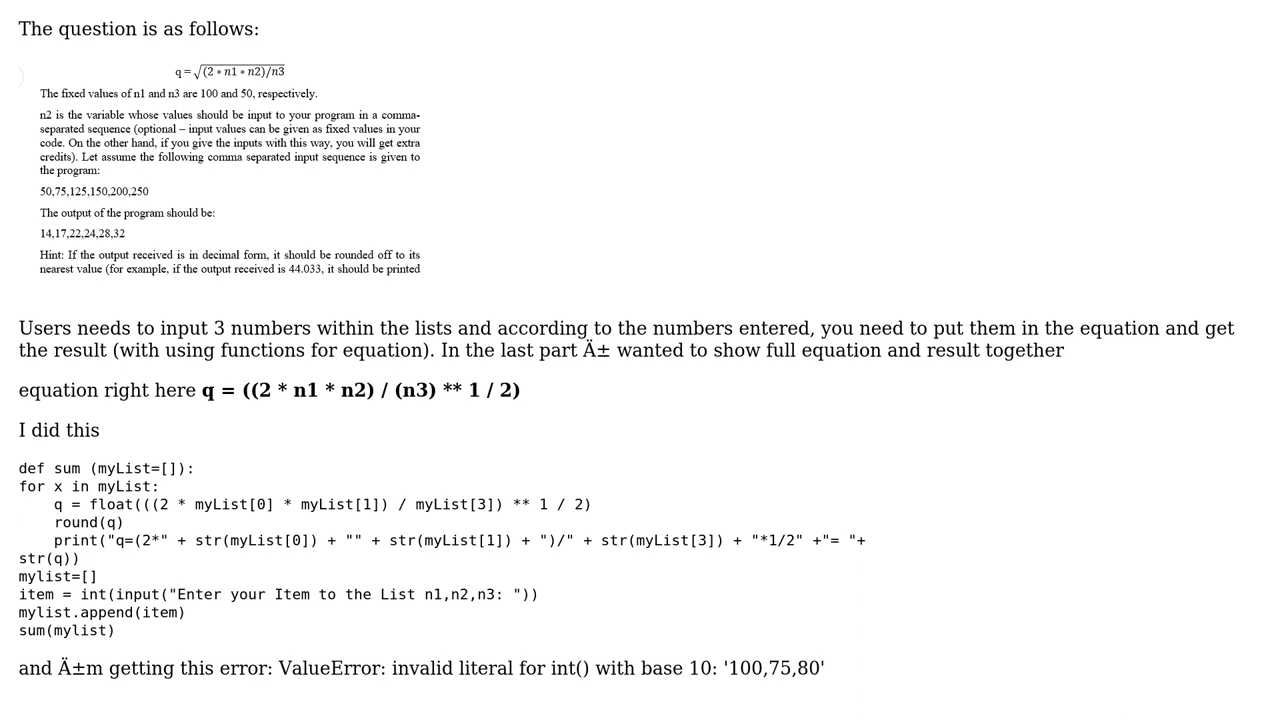 The question is as follows:
q = √(2 * n1 * n2)/n3
The fixed values of n1 and n3 are 100 and 50, respectively.
n2 is the variable whose values should be input to your program in a comma-
separated sequence (optional – input values can be given as fixed values in your
code. On the other hand, if you give the inputs with this way, you will get extra
credits). Let assume the following comma separated input sequence is given to
the program:
50,75,125,150,200,250
The output of the program should be:
14,17,22,24,28,32
Hint: If the output received is in decimal form, it should be rounded off to its
nearest value (for example, if the output received is 44.033, it should be printed
Users needs to input 3 numbers within the lists and according to the numbers entered, you need to put them in the equation and get
the result (with using functions for equation). In the last part Ä± wanted to show full equation and result together
equation right here q = ((2 * n1 * n2) / (n3) ** 1 / 2)
I did this
def sum (myList=[]):
for x in myList:
    q = float(((2 * myList[0] * myList[1]) / myList[3]) ** 1 / 2)
    round(q)
    print("q=(2*" + str(myList[0]) + "" + str(myList[1]) + ")/" + str(myList[3]) + "*1/2" +"= "+
str(q))
mylist=[]
item = int(input("Enter your Item to the List n1,n2,n3: "))
mylist.append(item)
sum(mylist)
and Ä±m getting this error: ValueError: invalid literal for int() with base 10: '100,75,80'